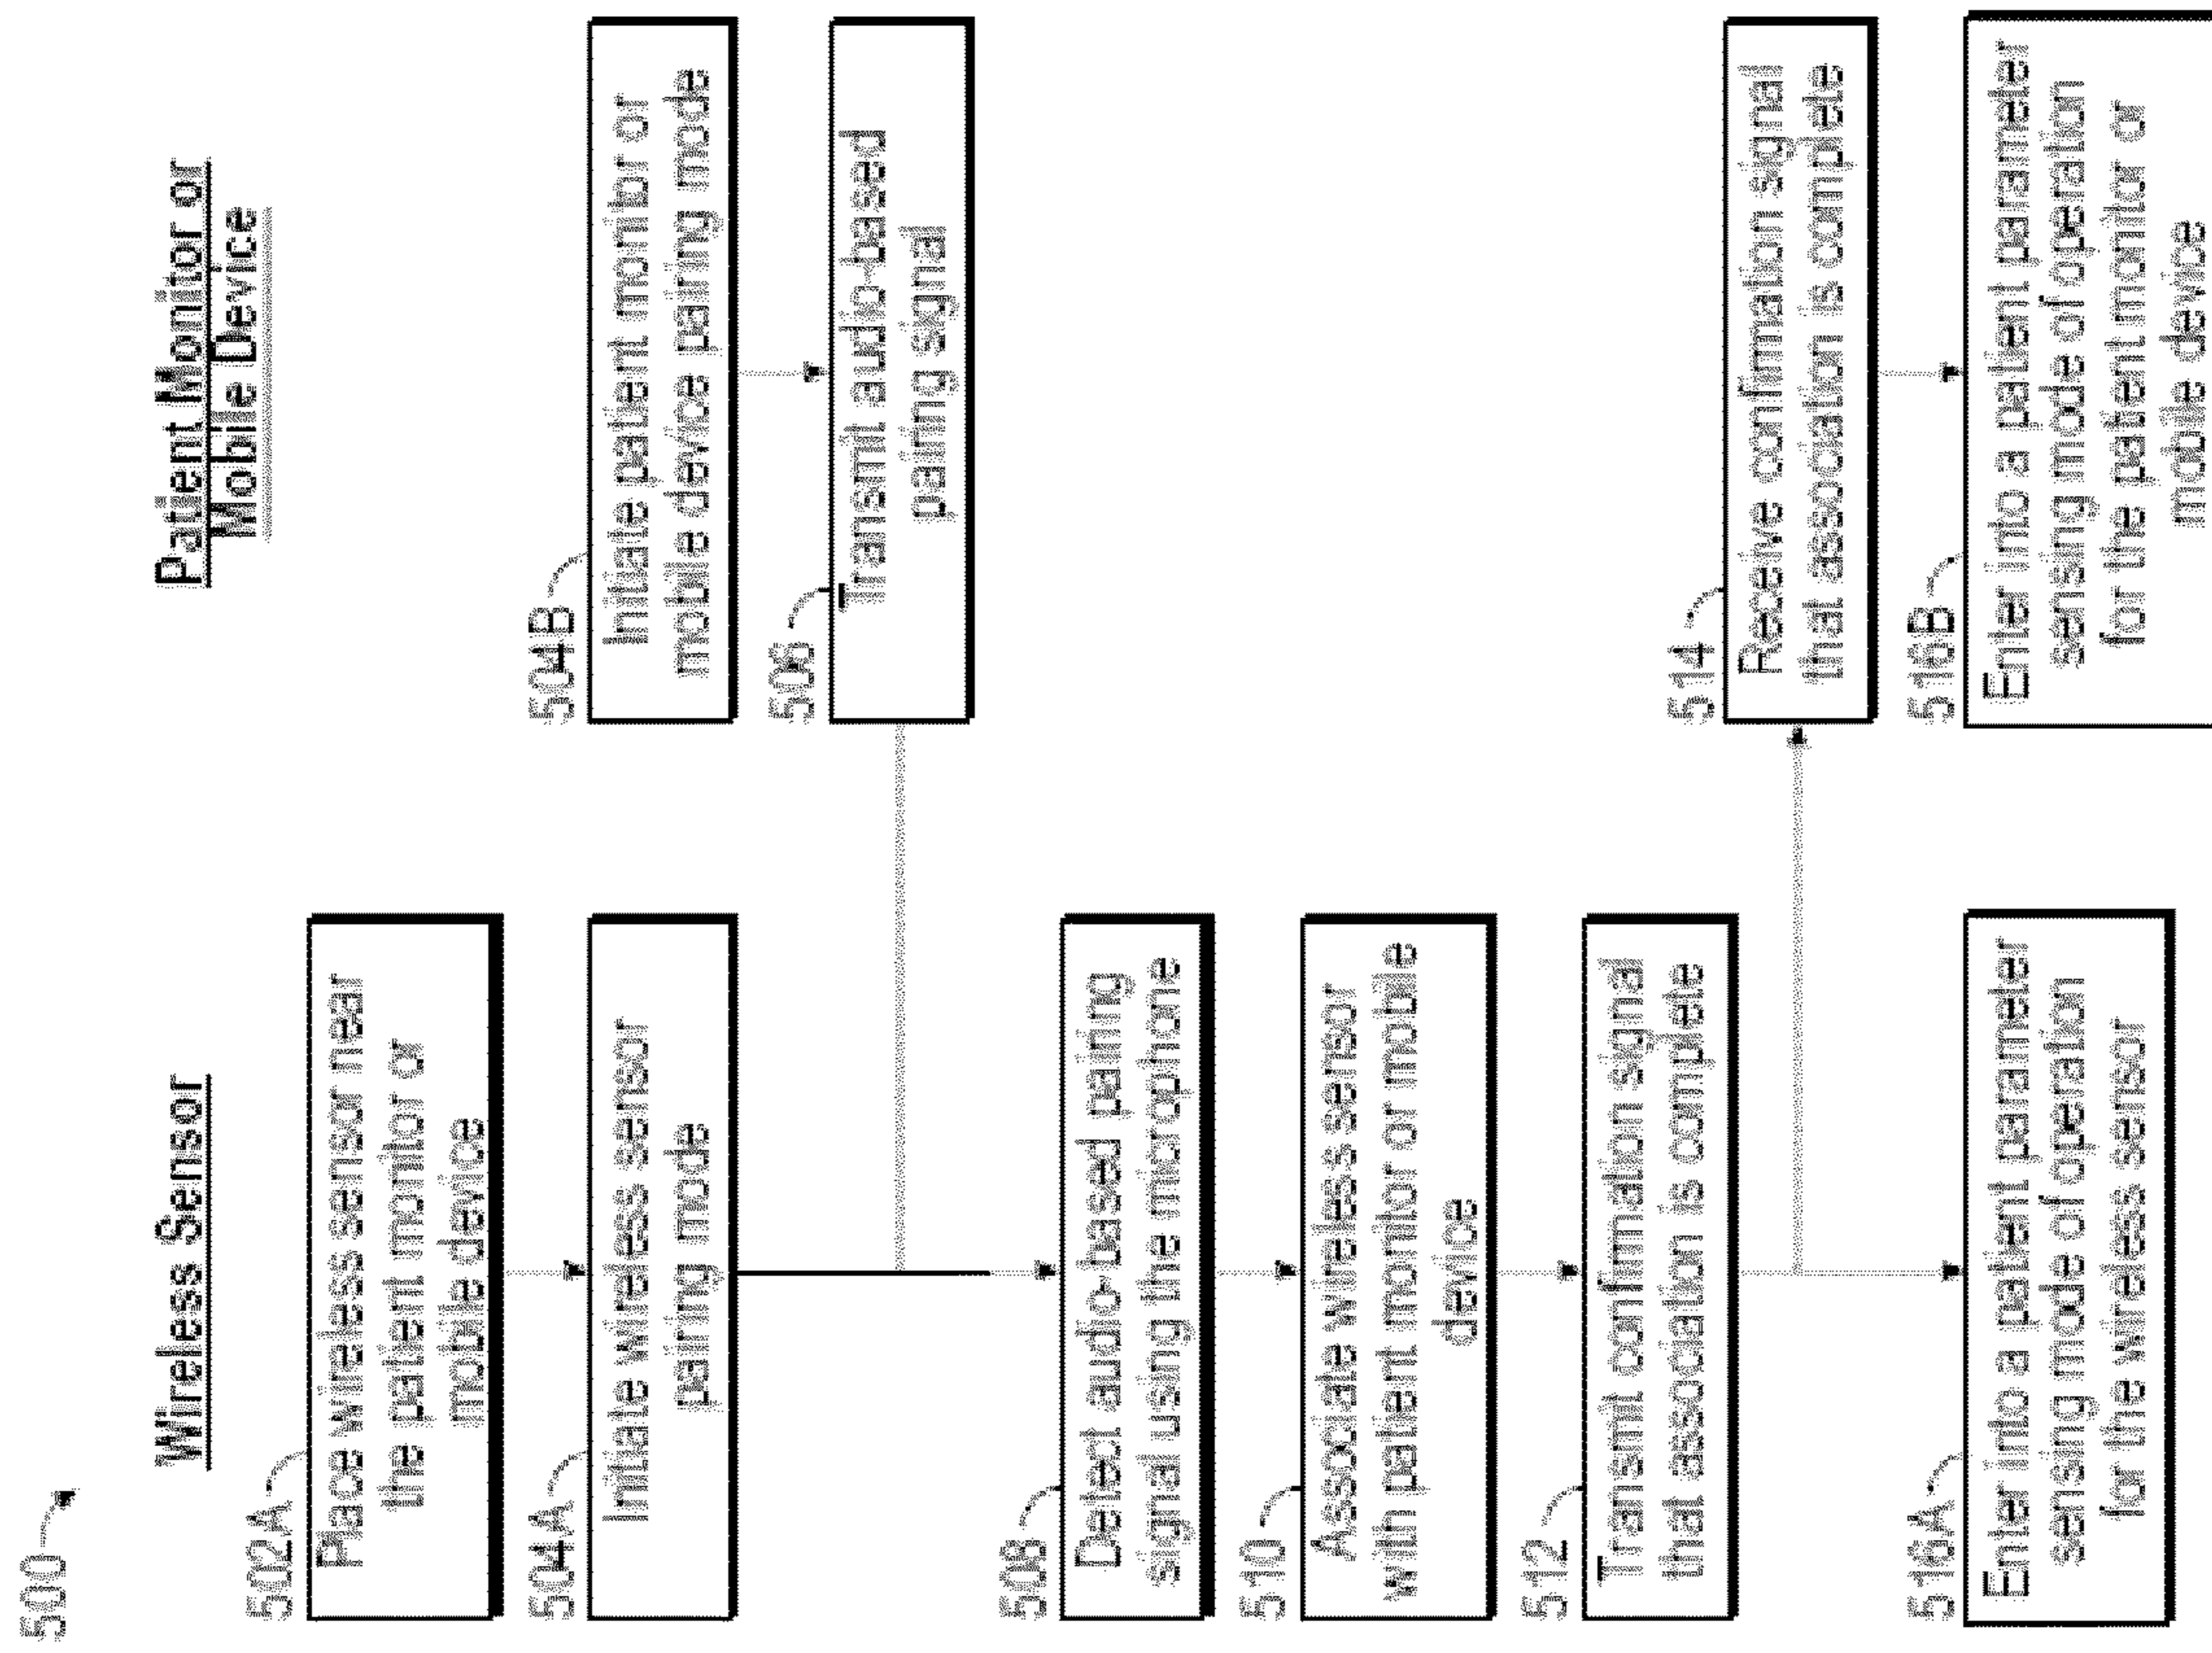 500
Wireless Sensor
Patient Monitor or
Mobile Device
502A
Place wireless sensor near
the patient monitor or
mobile device
504A
Initiate wireless sensor
pairing mode
504B
Initiate patient monitor or
mobile device pairing mode
506
Transmit audio-based
pairing signal
508
Detect audio-based pairing
signal using the microphone
510
Associate wireless sensor
with patient monitor or mobile
device
512
Transmit confirmation signal
that association is complete
514
Receive confirmation signal
that association is complete
516A
Enter into a patient parameter
sensing mode of operation
for the wireless sensor
516B
Enter into a patient parameter
sensing mode of operation
for the patient monitor or
mobile device